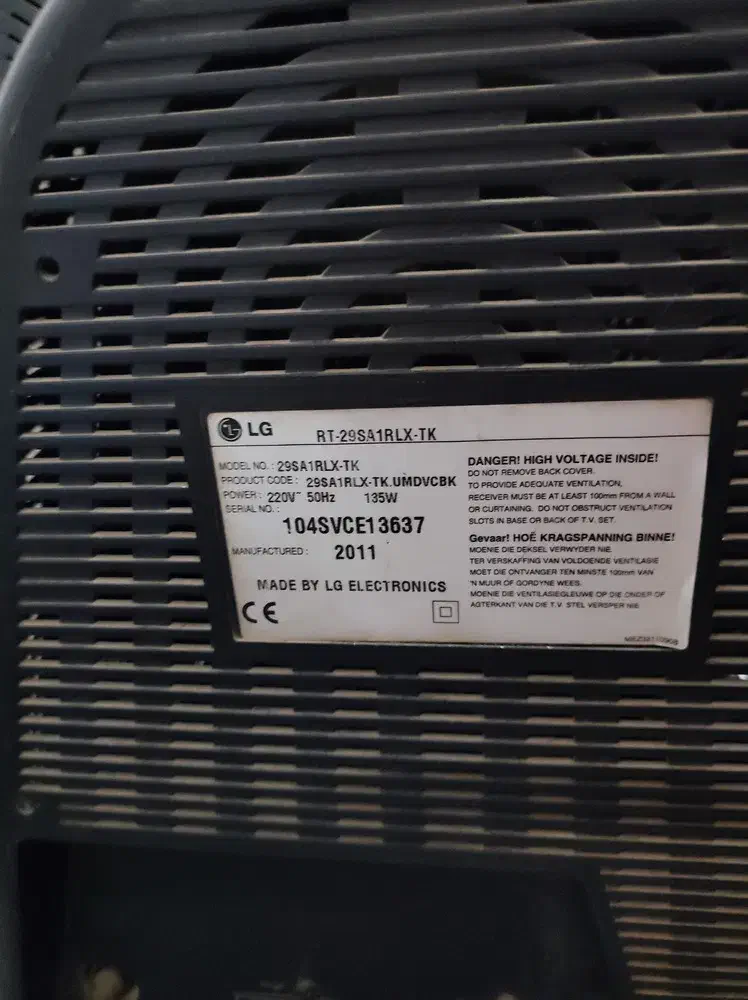 LG RT-29SA1RLX-TK
MODEL NO. : 29SA1RLX-TK
PRODUCT CODE : 29SA1RLX-TK.UMDVCBK
POWER : 220V~ 50Hz 135W
SERIAL NO. :
104SVCE13637
MANUFACTURED : 2011
MADE BY LG ELECTRONICS
CE
DANGER! HIGH VOLTAGE INSIDE!
DO NOT REMOVE BACK COVER.
TO PROVIDE ADEQUATE VENTILATION,
RECEIVER MUST BE AT LEAST 100mm FROM A WALL
OR CURTAINING. DO NOT OBSTRUCT VENTILATION
SLOTS IN BASE OR BACK OF T.V. SET.
Gevaar! HOË KRAGSPANNING BINNE!
MOENIE DIE DEKSEL VERWYDER NIE.
TER VERSKAFFING VAN VOLDOENDE VENTILASIE
MOET DIE ONTVANGER TEN MINSTE 100mm VAN
'N MUUR OF GORDYNE WEES.
MOENIE DIE VENTILASIEGLEUWE OP DIE ONDER OF
AGTERKANT VAN DIE T.V. STEL VERSPER NIE.